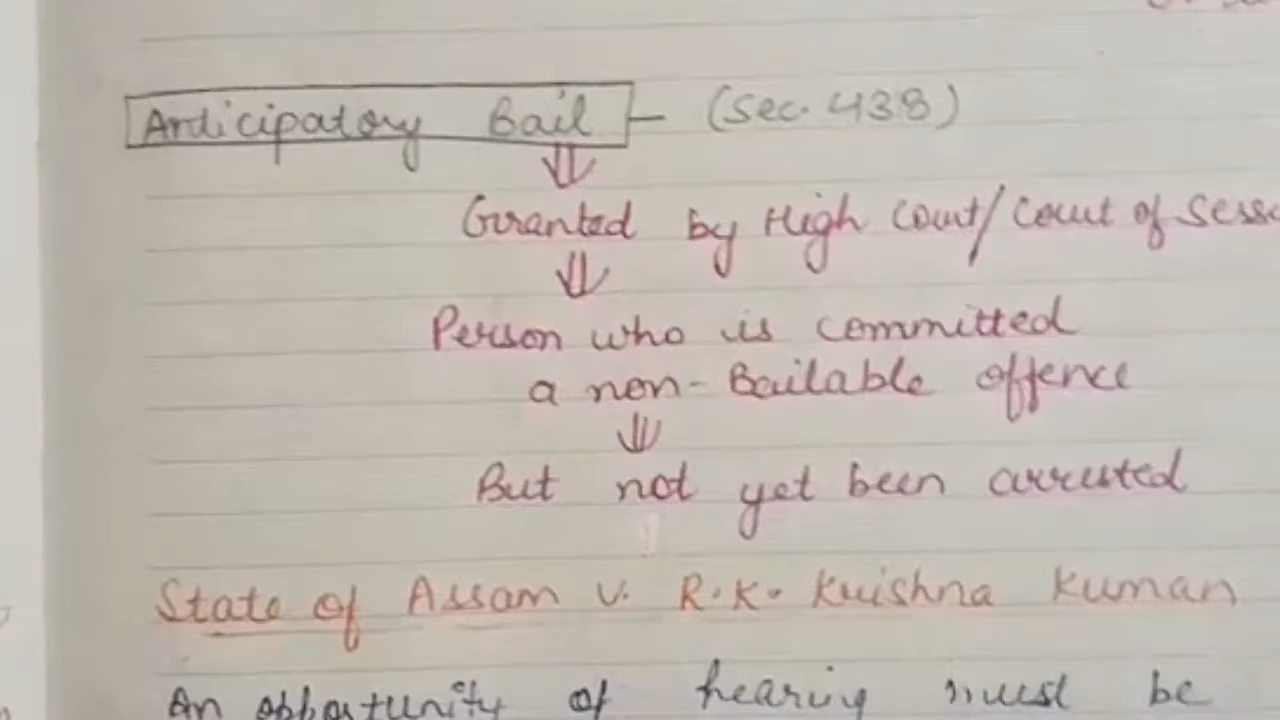 Anticipatory Bail - (Sec. 438)
Granted by High Court/Court of Sess
Person who is committed
a non-Bailable offence
But not yet been arrested
State of Assam v. R.K. Krishna Kumar
An opportunity of hearing must be